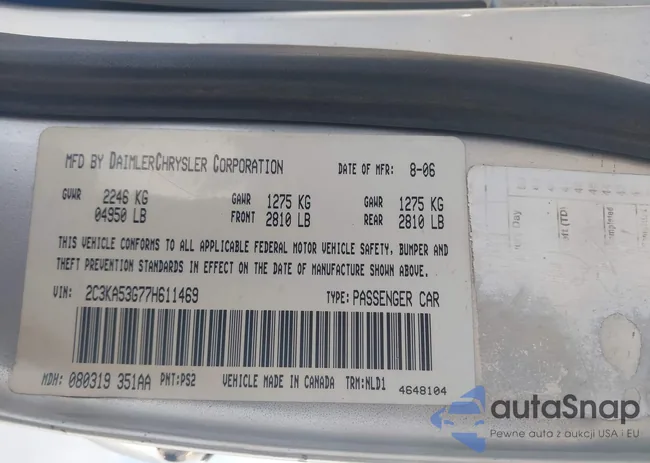 MFD BY DAIMLERCHRYSLER CORPORATION DATE OF MFR: 8-06
GVWR 2246 KG GAWR 1275 KG GAWR 1275 KG
04950 LB FRONT 2810 LB REAR 2810 LB
THIS VEHICLE CONFORMS TO ALL APPLICABLE FEDERAL MOTOR VEHICLE SAFETY, BUMPER AND
THEFT PREVENTION STANDARDS IN EFFECT ON THE DATE OF MANUFACTURE SHOWN ABOVE.
VIN: 2C3KA53G77H611469 TYPE: PASSENGER CAR
MDH: 080319 351AA PNT: PS2 VEHICLE MADE IN CANADA TRM: NLD1
4648104
autaSnap
Pewne auta z aukcji USA i EU